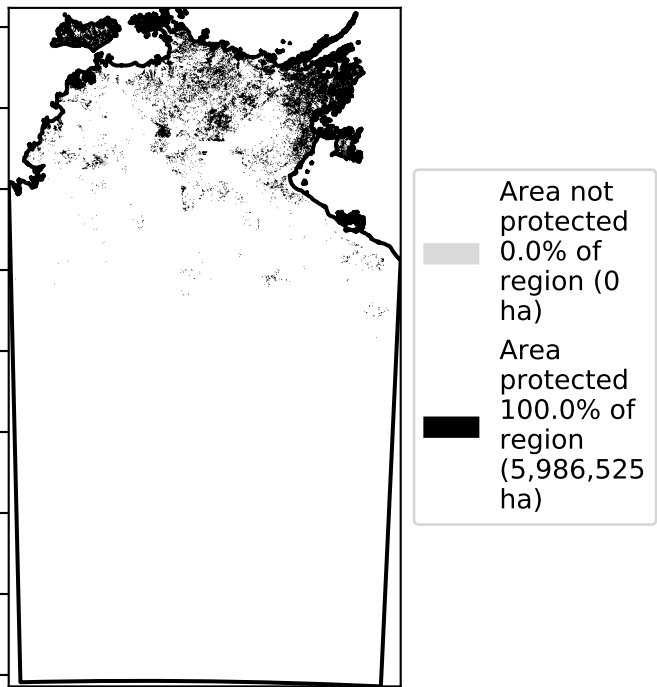 Area not
protected
0.0% of
region (0
ha)
Area
protected
100.0% of
region
(5,986,525
ha)